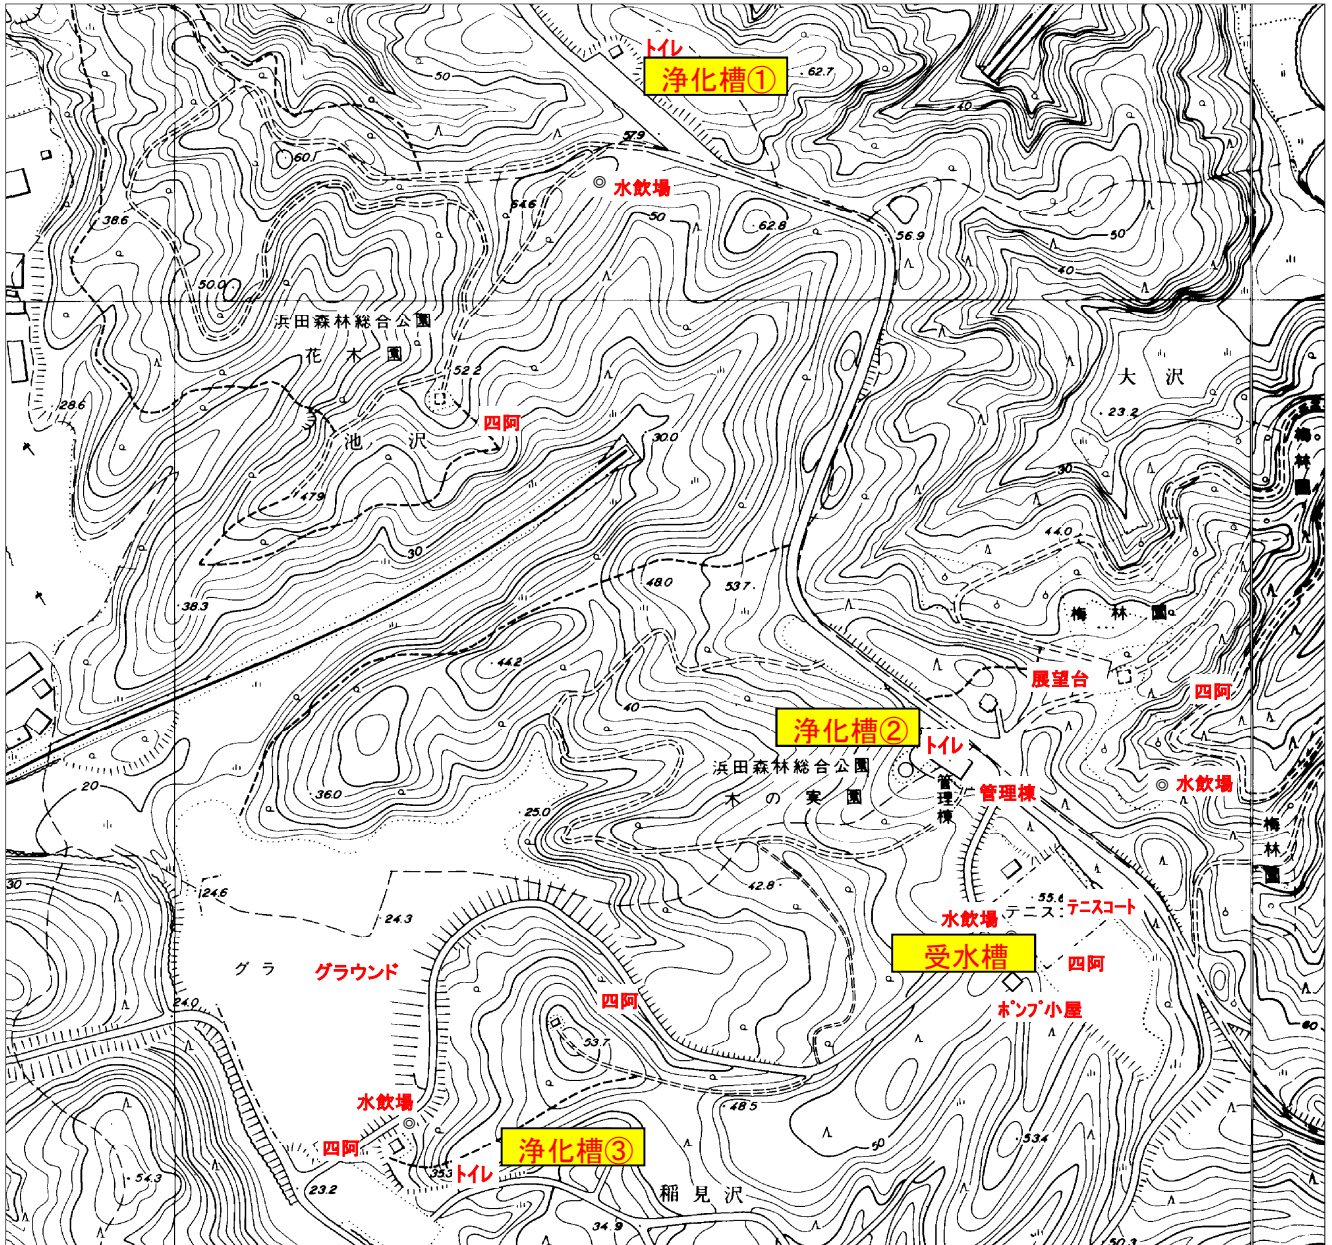 トイレ
浄化槽①
62.7
50
40
57.9
60.1
水飲場
64.6
50
62.8
38.6
56.9
50
40
50.0
浜田森林総合公園
花木園
大沢
52.2
23.2
28.6
四阿
池沢
30.0
梅林園
30
47.9
30
44.0
48.0
53.7
38.3
梅林園
44.2
展望台
四阿
40
浄化槽②
トイレ
浜田森林総合公園
20
水飲場
木の実園
管理棟
管理棟
36.0
25.0
梅林園
42.8
30
24.6
55.6
テニスコート
24.3
水飲場
テニスコ
受水槽
四阿
グラ
グラウンド
四阿
24.0
ポンプ小屋
60
53.7
水飲場
48.5
四阿
浄化槽③
50
53.4
35.3
トイレ
54.3
23.2
稲見沢
34.9
50.3